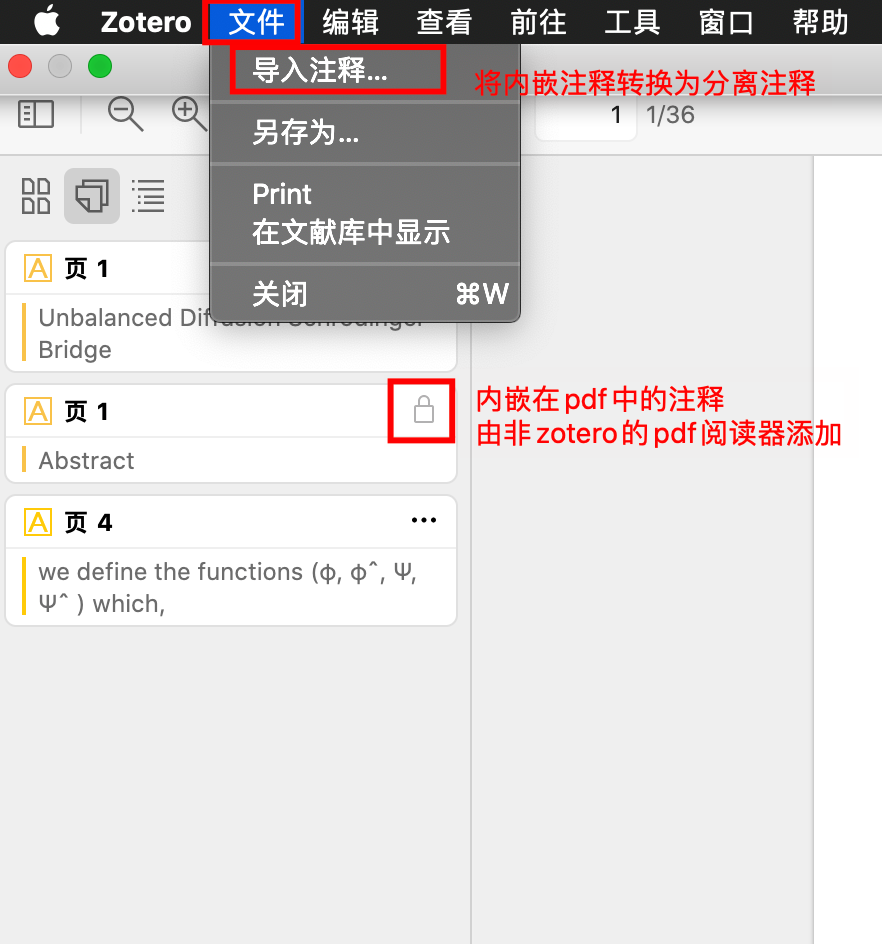 Zotero 文件 编辑 查看 前往 工具 窗口 帮助
导入注释...
将内嵌注释转换为分离注释
1 1/36
另存为...
Print
在文献库中显示
关闭 ⌘W
A 页 1
Unbalanced Diffusion Schrödinger
Bridge
A 页 1
内嵌在pdf中的注释
由非zotero的pdf阅读器添加
Abstract
A 页 4
we define the functions (φ, φˆ, Ψ,
Ψˆ ) which,